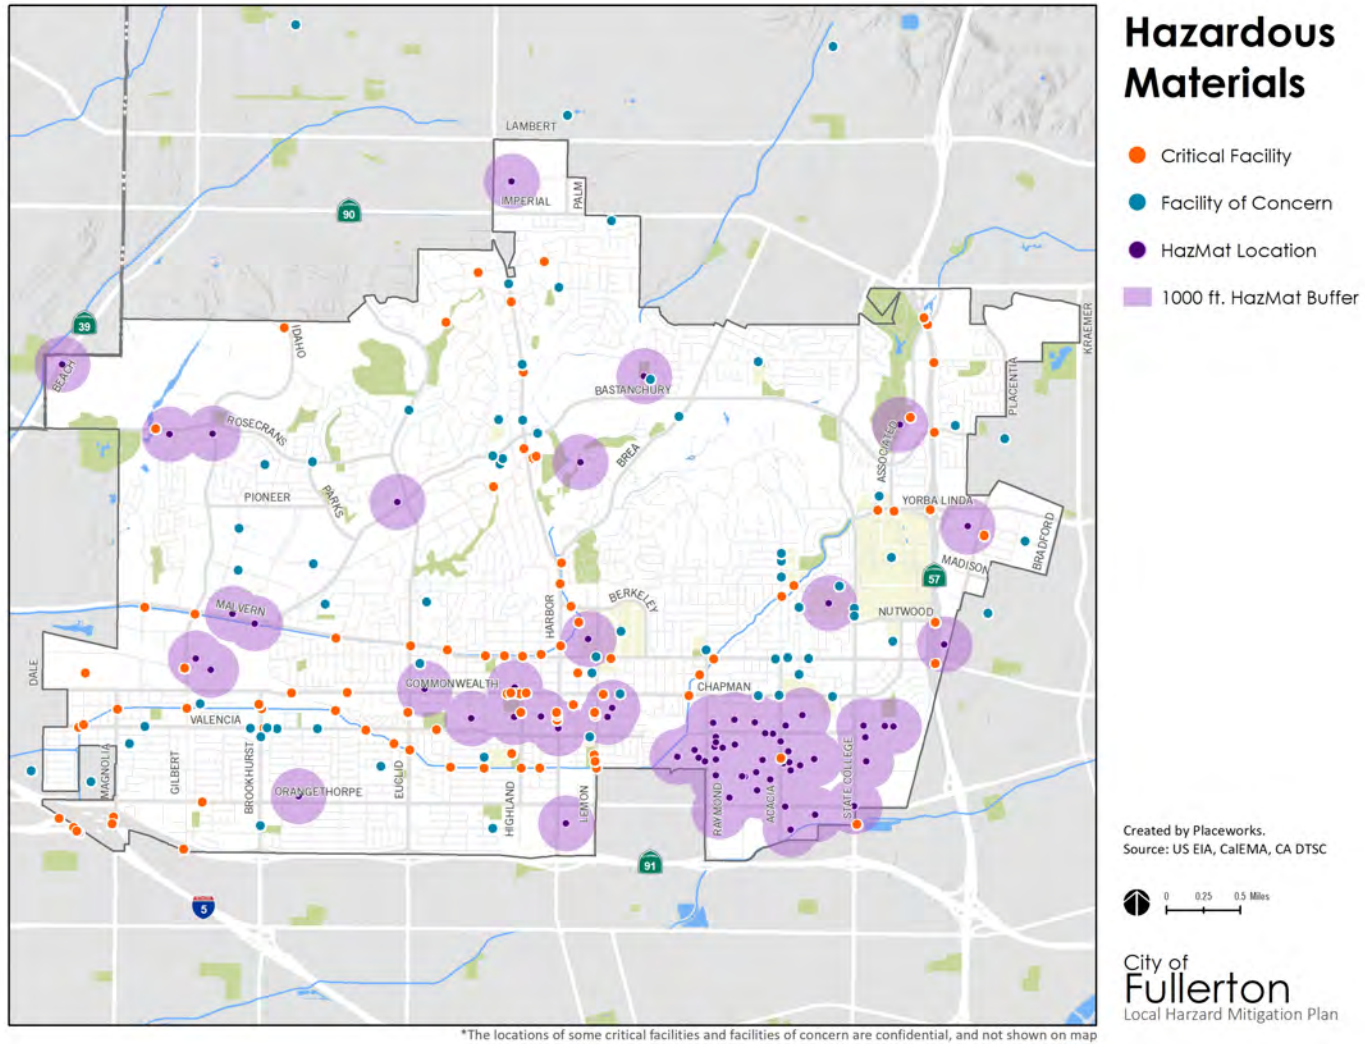 Hazardous
Materials
Critical Facility
Facility of Concern
HazMat Location
1000 ft. HazMat Buffer
LAMBERT
PALM
IMPERIAL
90
39
BEACH
IDAHO
KRAEMER
PLACENTIA
BASTANCHURY
ROSECRANS
BREA
ASSOCIATED
PIONEER
PARKS
YORBA LINDA
BRADFORD
MADISON
57
MALVERN
HARBOR
BERKELEY
NUTWOOD
DALE
COMMONWEALTH
CHAPMAN
VALENCIA
MAGNOLIA
GILBERT
BROOKHURST
EUCLID
ORANGETHORPE
HIGHLAND
LEMON
RAYMOND
ACACIA
STATE COLLEGE
91
5
Created by Placeworks.
Source: US EIA, CalEMA, CA DTSC
0 0.25 0.5 Miles
City of
Fullerton
Local Harzard Mitigation Plan
*The locations of some critical facilities and facilities of concern are confidential, and not shown on map